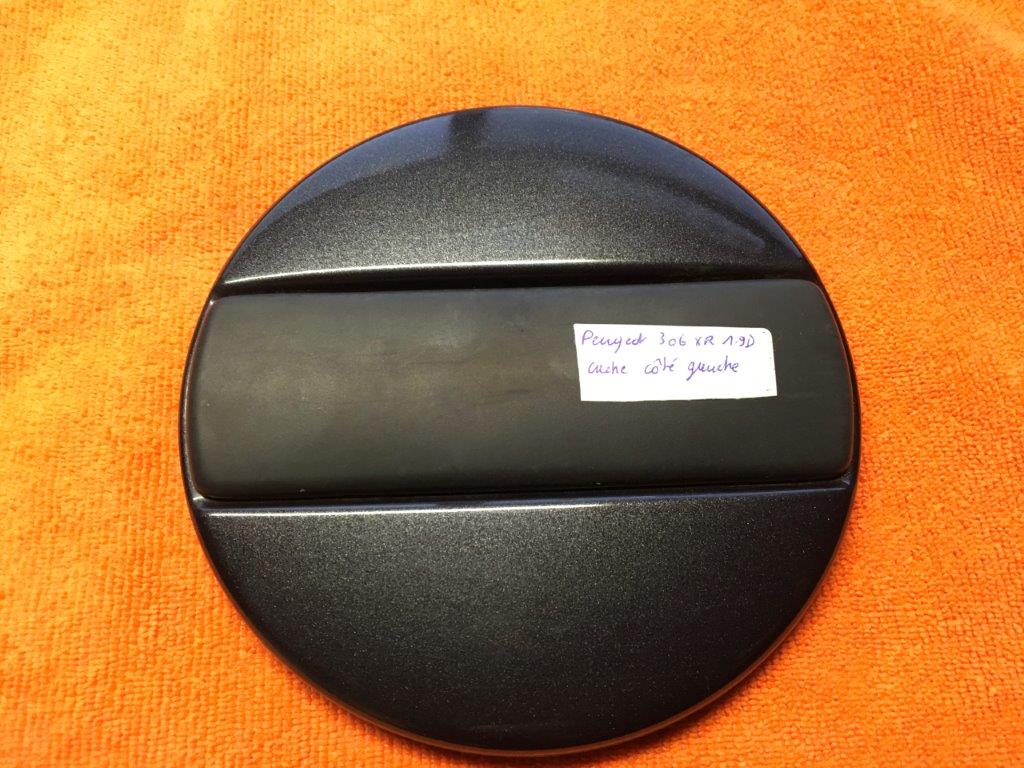 Peugeot 306 XR 1.9D
cache côté gauche